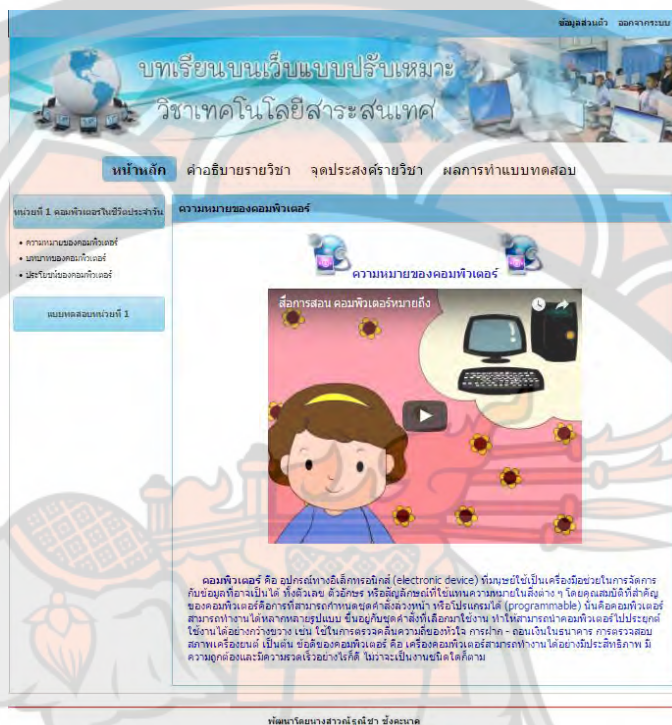 ข้อมูลส่วนตัว ออกจากระบบ
บทเรียนบนเว็บแบบปรับเหมาะ
วิชาเทคโนโลยีสาระสนเทศ
หน้าหลัก คำอธิบายรายวิชา จุดประสงค์รายวิชา ผลการทำแบบทดสอบ
หน่วยที่ 1 คอมพิวเตอร์ในชีวิตประจำวัน
• ความหมายของคอมพิวเตอร์
• บทบาทของคอมพิวเตอร์
• ประโยชน์ของคอมพิวเตอร์
แบบทดสอบหน่วยที่ 1
ความหมายของคอมพิวเตอร์
ความหมายของคอมพิวเตอร์
สื่อการสอน คอมพิวเตอร์หมายถึง
คอมพิวเตอร์ คือ อุปกรณ์ทางอิเล็กทรอนิกส์ (electronic device) ที่มนุษย์ใช้เป็นเครื่องมือช่วยในการจัดการ
กับข้อมูลที่อาจเป็นได้ ทั้งตัวเลข ตัวอักษร หรือสัญลักษณ์ที่ใช้แทนความหมายในสิ่งต่าง ๆ โดยคุณสมบัติที่สำคัญ
ของคอมพิวเตอร์คือการที่สามารถกำหนดชุดคำสั่งล่วงหน้า หรือโปรแกรมได้ (programmable) นั่นคือคอมพิวเตอร์
สามารถทำงานได้หลากหลายรูปแบบ ขึ้นอยู่กับชุดคำสั่งที่เลือกมาใช้งาน ทำให้สามารถนำคอมพิวเตอร์ไปประยุกต์
ใช้งานได้อย่างกว้างขวาง เช่น ใช้ในการตรวจคลื่นความถี่ของหัวใจ การฝาก - ถอนเงินในธนาคาร การตรวจสอบ
สภาพเครื่องยนต์ เป็นต้น ข้อดีของคอมพิวเตอร์ คือ เครื่องคอมพิวเตอร์สามารถทำงานได้อย่างมีประสิทธิภาพ มี
ความถูกต้องและมีความรวดเร็วอย่างไรก็ดี ไม่ว่าจะเป็นงานชนิดใดก็ตาม